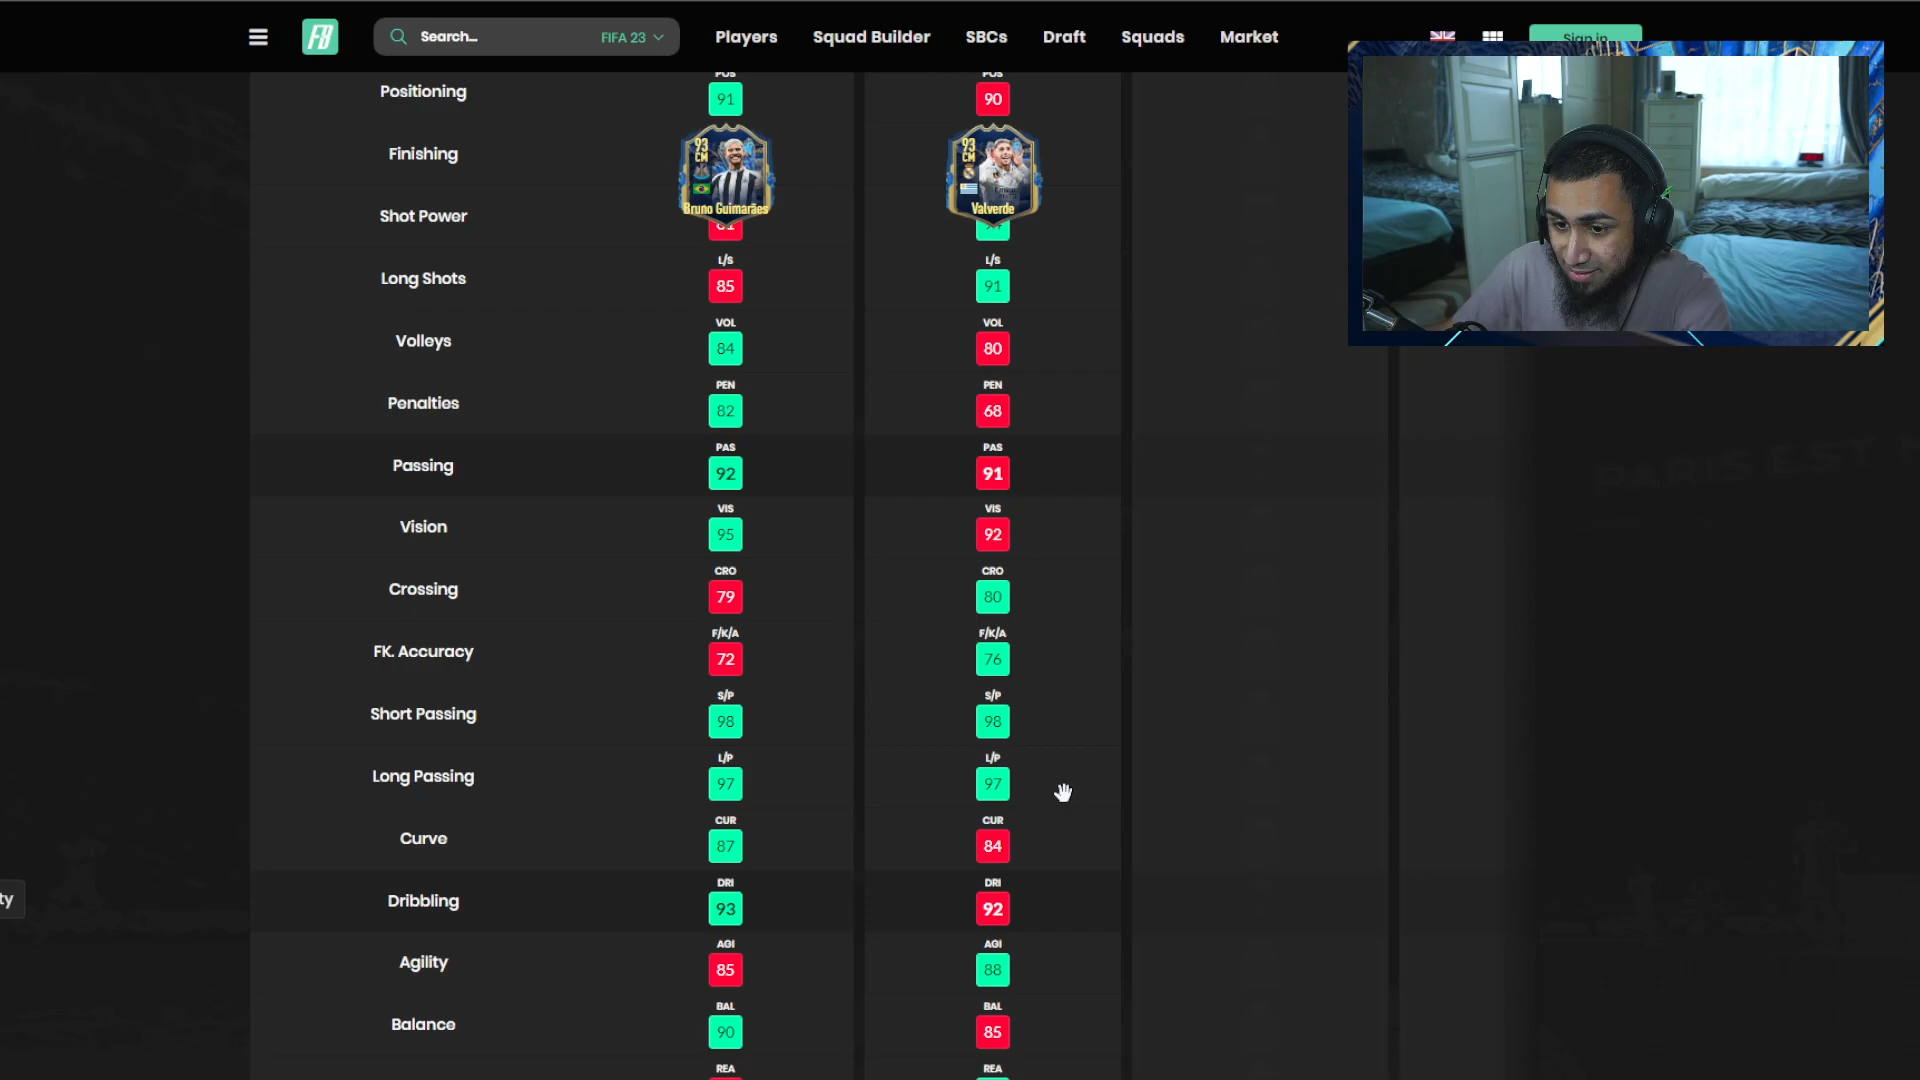 FB Search... FIFA 23 Players Squad Builder SBCs Draft Squads Market Sign in
POS POS
Positioning 91 90
Finishing
93 CM Bruno Guimarães
93 CM Valverde
Shot Power
L/S L/S
Long Shots 85 91
VOL VOL
Volleys 84 80
PEN PEN
Penalties 82 68
PAS PAS
Passing 92 91
VIS VIS
Vision 95 92
CRO CRO
Crossing 79 80
F/K/A F/K/A
FK. Accuracy 72 76
S/P S/P
Short Passing 98 98
L/P L/P
Long Passing 97 97
CUR CUR
Curve 87 84
DRI DRI
Dribbling 93 92
ty
AGI AGI
Agility 85 88
BAL BAL
Balance 90 85
REA REA
PARIS EST